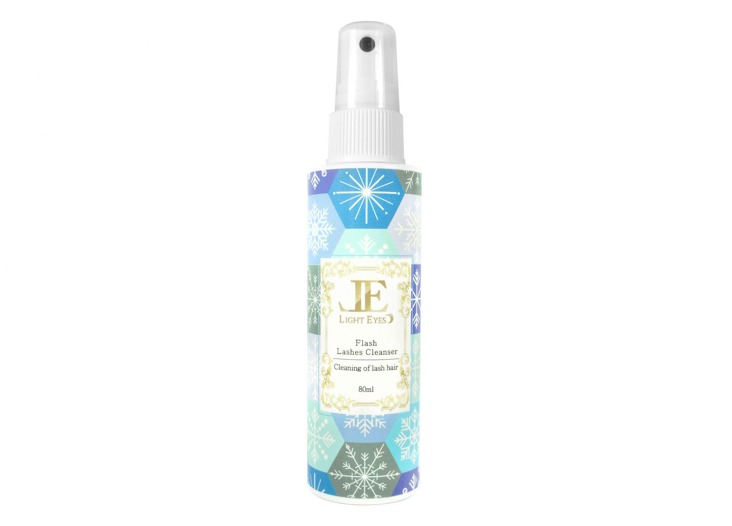 LE
LIGHT EYES
Flash
Lashes Cleanser
Cleaning of lash hair
80ml